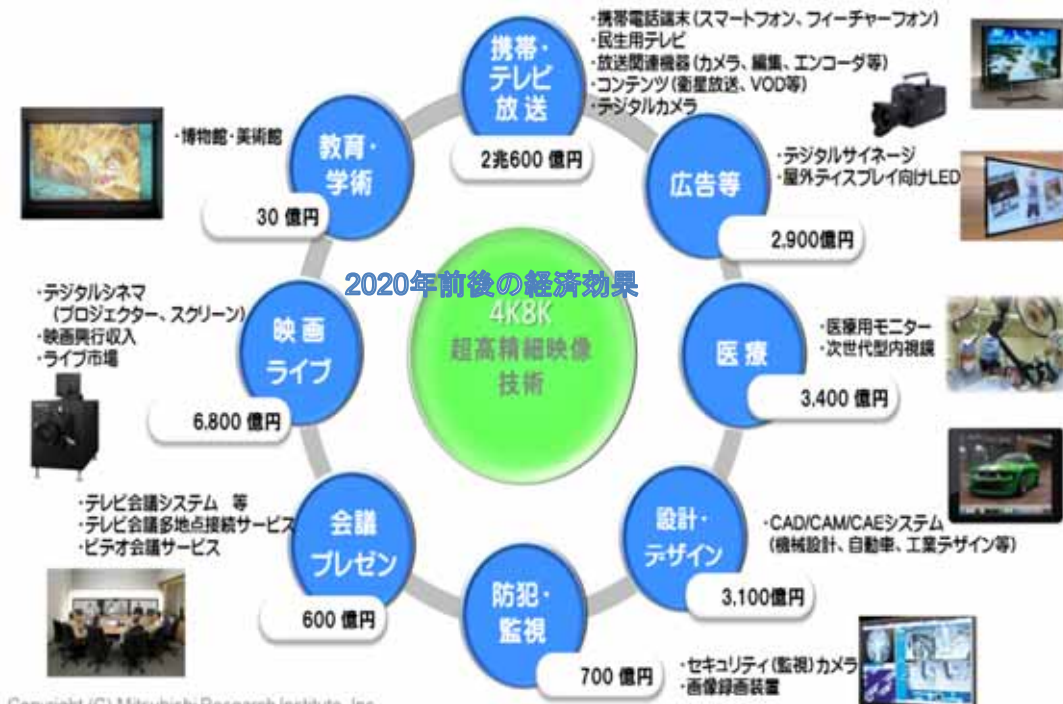 携帯・
テレビ
放送
2兆600 億円
・携帯電話端末(スマートフォン、フィーチャーフォン)
・民生用テレビ
・放送関連機器(カメラ、編集、エンコーダ等)
・コンテンツ(衛星放送、VOD等)
・デジタルカメラ
広告等
2,900億円
・デジタルサイネージ
・屋外ディスプレイ向けLED
医療
3,400 億円
・医療用モニター
・次世代型内視鏡
設計・
デザイン
3,100億円
・CAD/CAM/CAEシステム
(機械設計、自動車、工業デザイン等)
防犯・
監視
700 億円
・セキュリティ(監視)カメラ
・画像録画装置
会議
プレゼン
600 億円
・テレビ会議システム 等
・テレビ会議多地点接続サービス
・ビデオ会議サービス
映画
ライブ
6,800 億円
・デジタルシネマ
(プロジェクター、スクリーン)
・映画興行収入
・ライブ市場
教育・
学術
30 億円
・博物館・美術館
2020年前後の経済効果
4K8K
超高精細映像
技術
Copyright (C) Mitsubishi Research Institute, Inc.